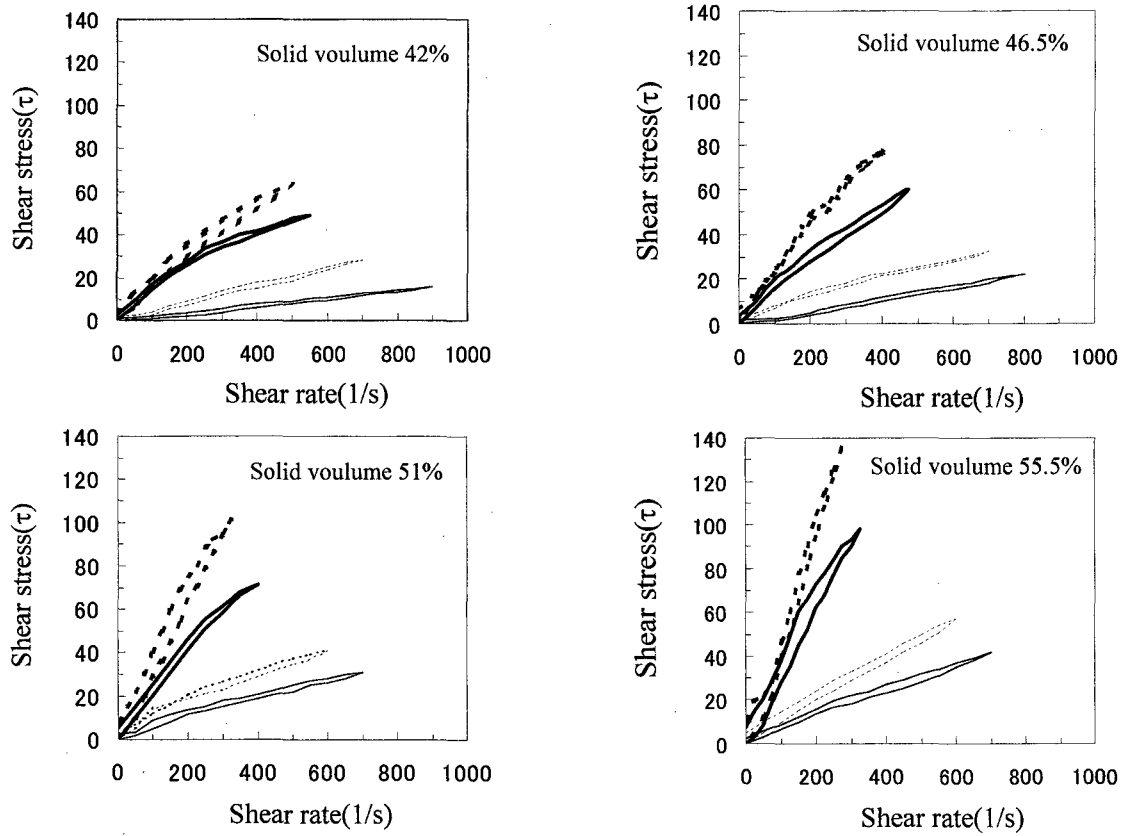 140
120
100
80
60
40
20
0
Shear stress(τ)
Solid voulume 42%
0 200 400 600 800 1000
Shear rate(1/s)
140
120
100
80
60
40
20
0
Shear stress(τ)
Solid voulume 46.5%
0 200 400 600 800 1000
Shear rate(1/s)
140
120
100
80
60
40
20
0
Shear stress(τ)
Solid voulume 51%
0 200 400 600 800 1000
Shear rate(1/s)
140
120
100
80
60
40
20
0
Shear stress(τ)
Solid voulume 55.5%
0 200 400 600 800 1000
Shear rate(1/s)